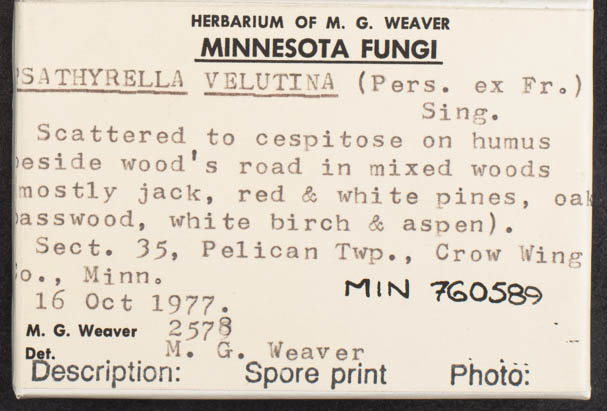 HERBARIUM OF M. G. WEAVER
MINNESOTA FUNGI
PSATHYRELLA VELUTINA (Pers. ex Fr.)
Sing.
Scattered to cespitose on humus
beside wood's road in mixed woods
(mostly jack, red & white pines, oak
basswood, white birch & aspen).
Sect. 35, Pelican Twp., Crow Wing
Co., Minn.
16 Oct 1977.
MIN 760589
M. G. Weaver 2578
Det. M. G. Weaver
Description: Spore print Photo: